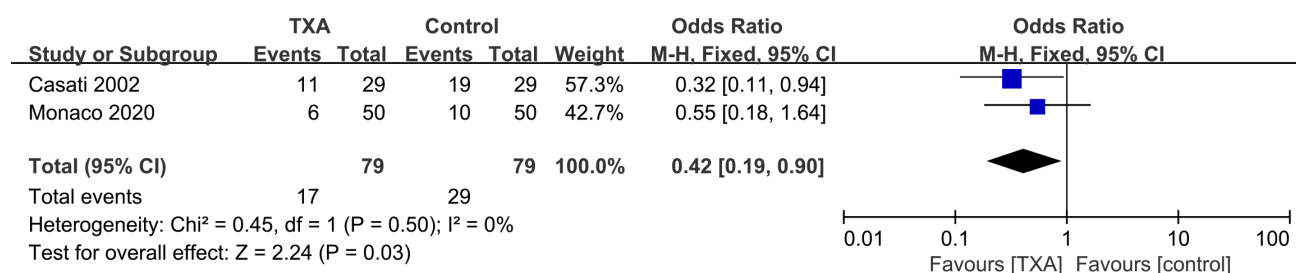 TXA Control Odds Ratio Odds Ratio
Study or Subgroup Events Total Events Total Weight M-H, Fixed, 95% CI M-H, Fixed, 95% CI
Casati 2002 11 29 19 29 57.3% 0.32 [0.11, 0.94]
Monaco 2020 6 50 10 50 42.7% 0.55 [0.18, 1.64]
Total (95% CI) 79 79 100.0% 0.42 [0.19, 0.90]
Total events 17 29
Heterogeneity: Chi² = 0.45, df = 1 (P = 0.50); I² = 0%
Test for overall effect: Z = 2.24 (P = 0.03)
0.01 0.1 1 10 100
Favours [TXA] Favours [control]